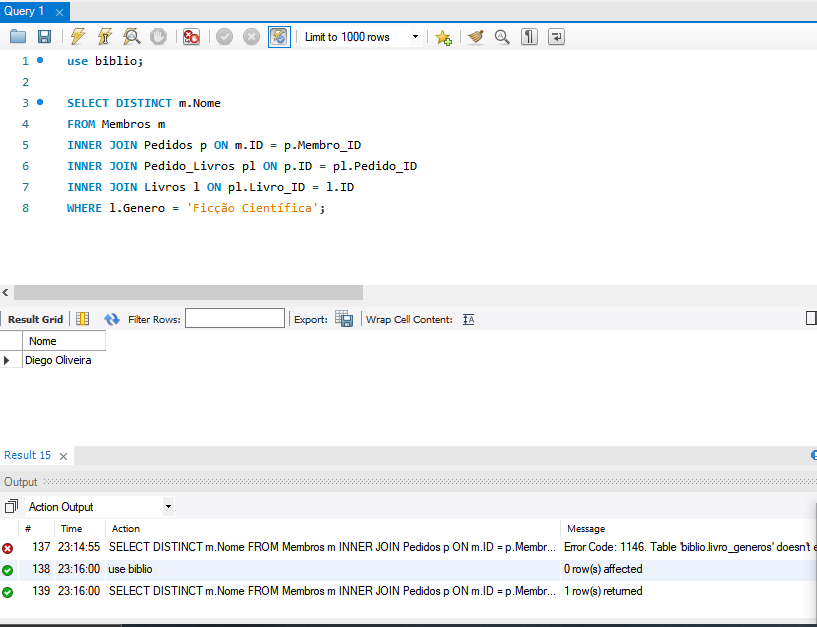 Query 1
Limit to 1000 rows
1 use biblio;
2
3 SELECT DISTINCT m.Nome
4 FROM Membros m
5 INNER JOIN Pedidos p ON m.ID = p.Membro_ID
6 INNER JOIN Pedido_Livros pl ON p.ID = pl.Pedido_ID
7 INNER JOIN Livros l ON pl.Livro_ID = l.ID
8 WHERE l.Genero = 'Ficção Científica';
Result Grid Filter Rows: Export: Wrap Cell Content:
Nome
Diego Oliveira
Result 15
Output
Action Output
# Time Action Message
137 23:14:55 SELECT DISTINCT m.Nome FROM Membros m INNER JOIN Pedidos p ON m.ID = p.Membr... Error Code: 1146. Table 'biblio.livro_generos' doesn't
138 23:16:00 use biblio 0 row(s) affected
139 23:16:00 SELECT DISTINCT m.Nome FROM Membros m INNER JOIN Pedidos p ON m.ID = p.Membr... 1 row(s) returned